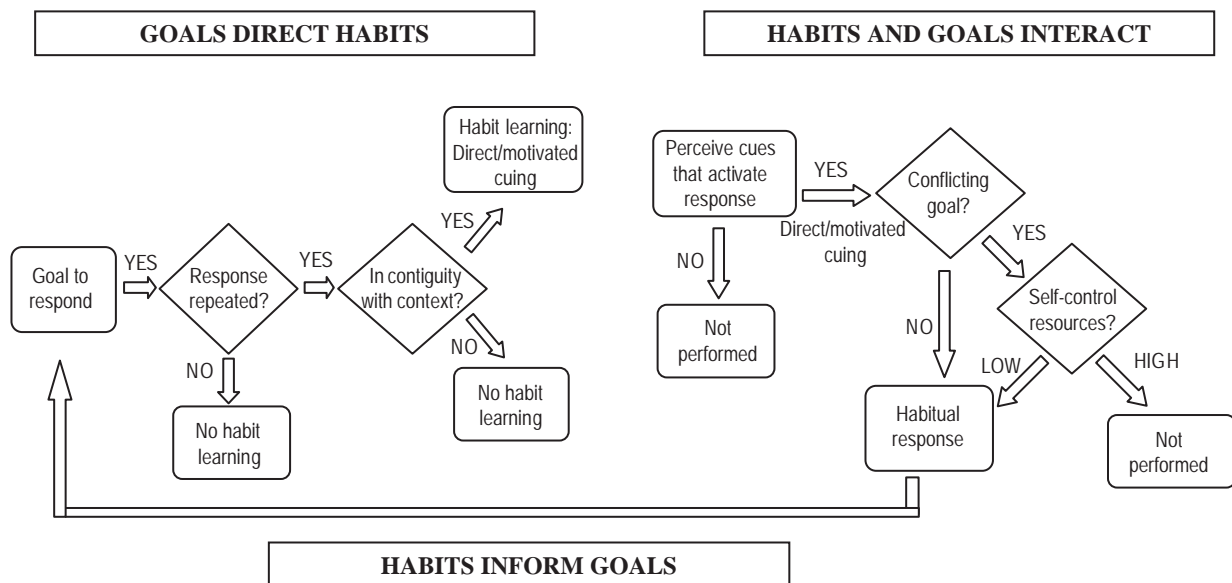 GOALS DIRECT HABITS
HABITS AND GOALS INTERACT
Goal to
respond
YES
Response
repeated?
NO
No habit
learning
YES
In contiguity
with context?
YES
Habit learning:
Direct/motivated
cuing
NO
No habit
learning
Perceive cues
that activate
response
NO
Not
performed
YES
Direct/motivated
cuing
Conflicting
goal?
NO
YES
Self-control
resources?
LOW
HIGH
Habitual
response
Not
performed
HABITS INFORM GOALS